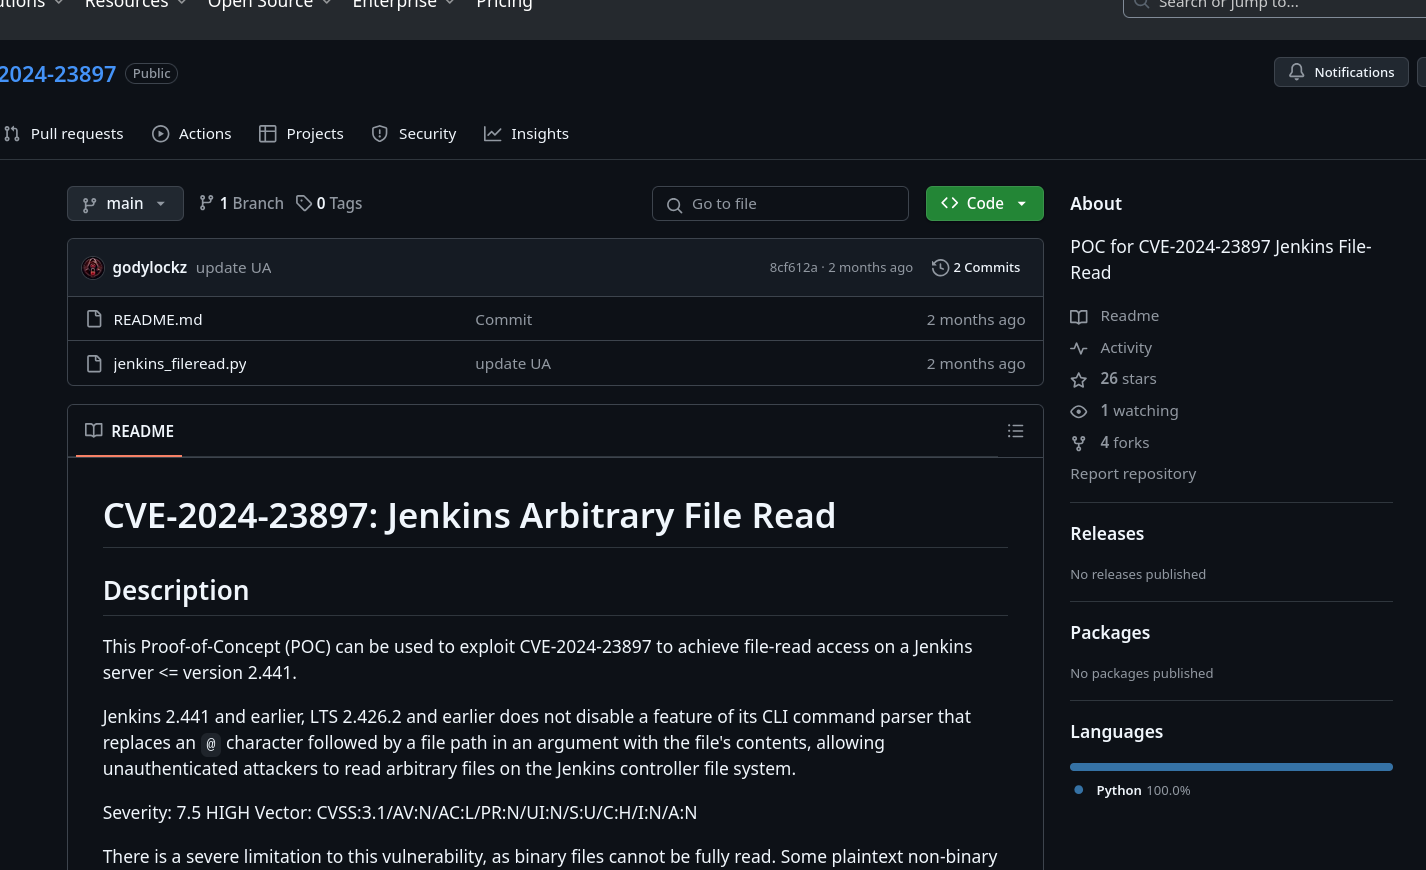 Resources
Open Source
Enterprise
Pricing
Search or jump to...
2024-23897
Public
Notifications
Pull requests
Actions
Projects
Security
Insights
main
1 Branch
0 Tags
Go to file
Code
godylockz update UA
8cf612a · 2 months ago
2 Commits
README.md Commit 2 months ago
jenkins_fileread.py update UA 2 months ago
README
CVE-2024-23897: Jenkins Arbitrary File Read
Description
This Proof-of-Concept (POC) can be used to exploit CVE-2024-23897 to achieve file-read access on a Jenkins
server <= version 2.441.
Jenkins 2.441 and earlier, LTS 2.426.2 and earlier does not disable a feature of its CLI command parser that
replaces an @ character followed by a file path in an argument with the file's contents, allowing
unauthenticated attackers to read arbitrary files on the Jenkins controller file system.
Severity: 7.5 HIGH Vector: CVSS:3.1/AV:N/AC:L/PR:N/UI:N/S:U/C:H/I:N/A:N
There is a severe limitation to this vulnerability, as binary files cannot be fully read. Some plaintext non-binary
About
POC for CVE-2024-23897 Jenkins File-
Read
Readme
Activity
26 stars
1 watching
4 forks
Report repository
Releases
No releases published
Packages
No packages published
Languages
Python 100.0%